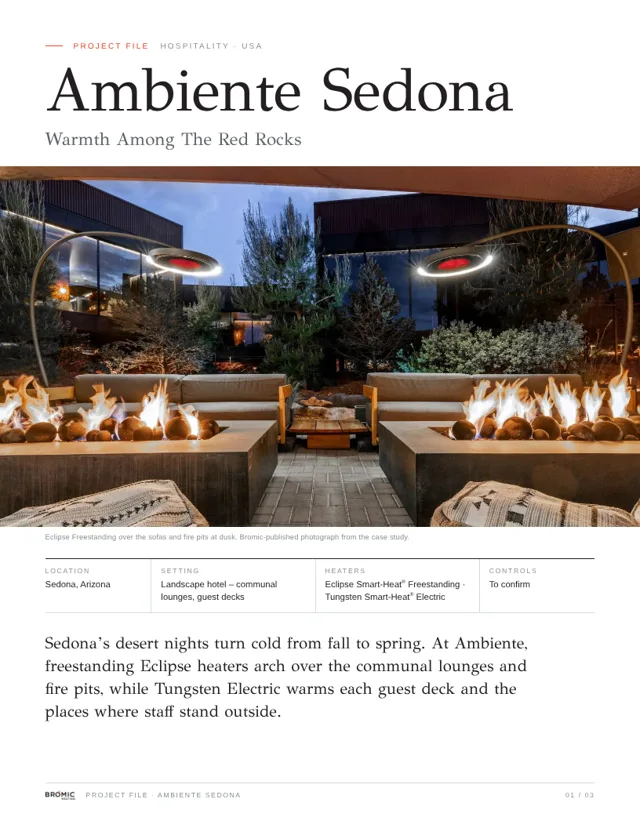 PROJECT FILE HOSPITALITY · USA
Ambiente Sedona
Warmth Among The Red Rocks
Eclipse Freestanding over the sofas and fire pits at dusk. Bromic-published photograph from the case study.
LOCATION
Sedona, Arizona
SETTING
Landscape hotel – communal
lounges, guest decks
HEATERS
Eclipse Smart-Heat® Freestanding ·
Tungsten Smart-Heat® Electric
CONTROLS
To confirm
Sedona’s desert nights turn cold from fall to spring. At Ambiente,
freestanding Eclipse heaters arch over the communal lounges and
fire pits, while Tungsten Electric warms each guest deck and the
places where staff stand outside.
BROMIC
HEATING
PROJECT FILE · AMBIENTE SEDONA
01 / 03